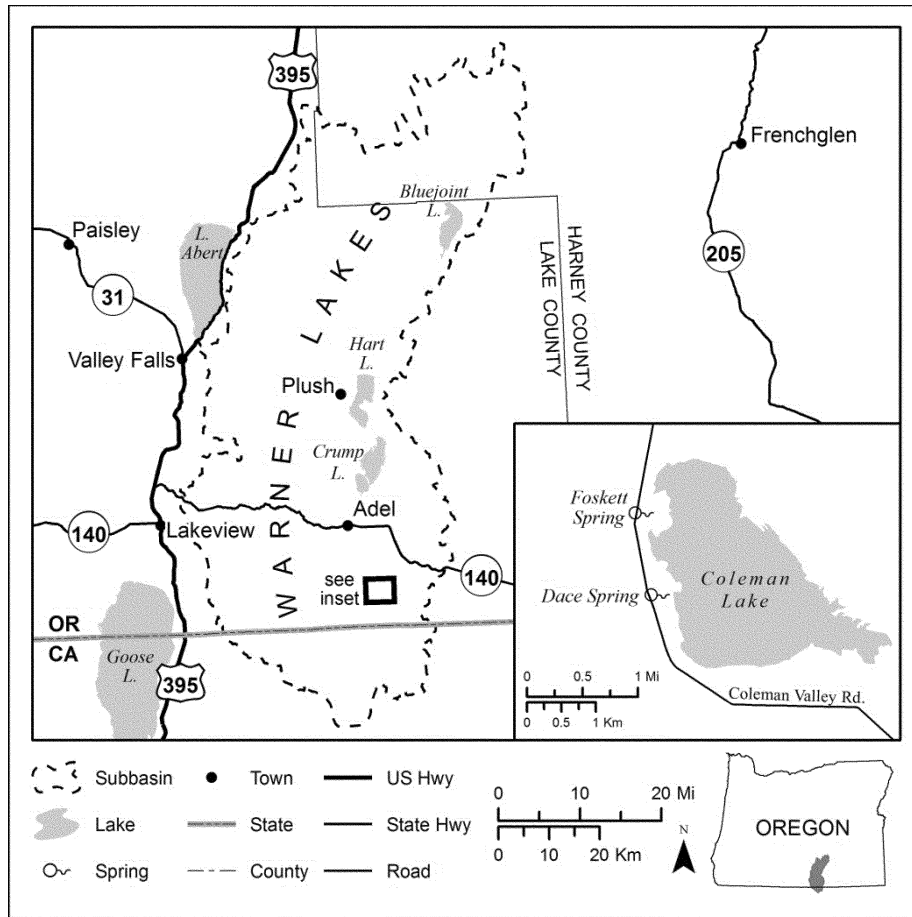 395
Frenchglen
Bluejoint
L.
Paisley
L.
Abert
HARNEY COUNTY
LAKE COUNTY
205
31
WARNER LAKES
Valley Falls
Hart
L.
Plush
Crump
L.
Adel
140
Lakeview
140
see
inset
OR
CA
Goose
L.
395
Foskett
Spring
Dace Spring
Coleman
Lake
0 0.5 1 Mi
0 0.5 1 Km
Coleman Valley Rd.
Subbasin
Town
US Hwy
Lake
State
State Hwy
Spring
County
Road
0 10 20 Mi
0 10 20 Km
N
OREGON